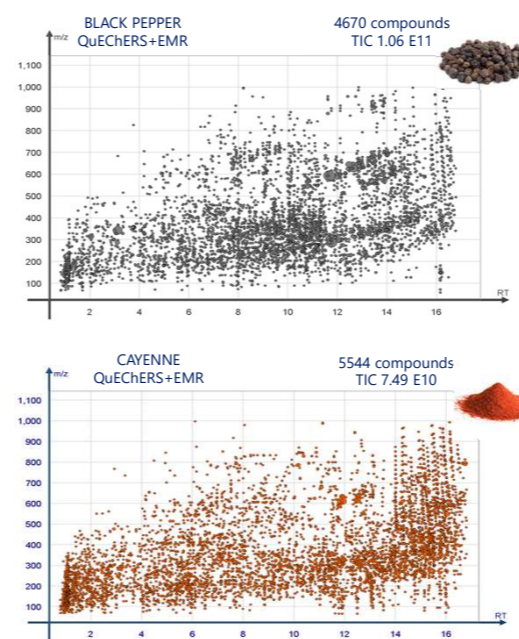 BLACK PEPPER
QuEChERS+EMR
4670 compounds
TIC 1.06 E11
m/z
1,100
1,000
900
800
700
600
500
400
300
200
100
RT
2 4 6 8 10 12 14 16
CAYENNE
QuEChERS+EMR
5544 compounds
TIC 7.49 E10
m/z
1,100
1,000
900
800
700
600
500
400
300
200
100
RT
2 4 6 8 10 12 14 16